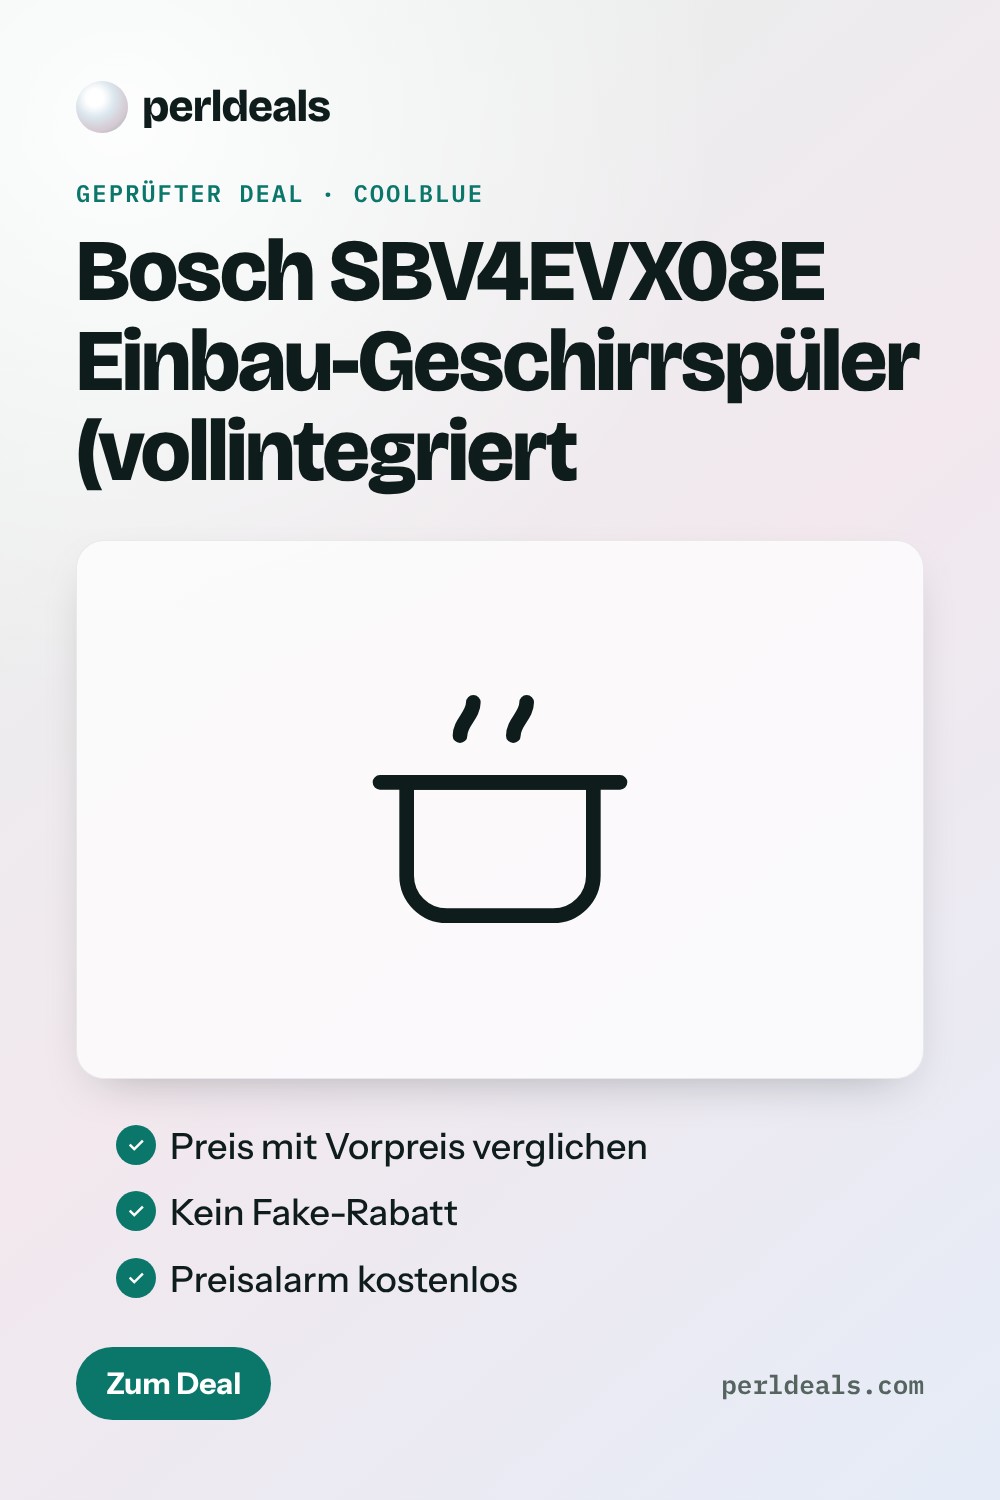 perldeals
GEPRÜFTER DEAL · COOLBLUE
Bosch SBV4EVX08E
Einbau-Geschirrspüler
(vollintegriert
Preis mit Vorpreis verglichen
Kein Fake-Rabatt
Preisalarm kostenlos
Zum Deal
perldeals.com